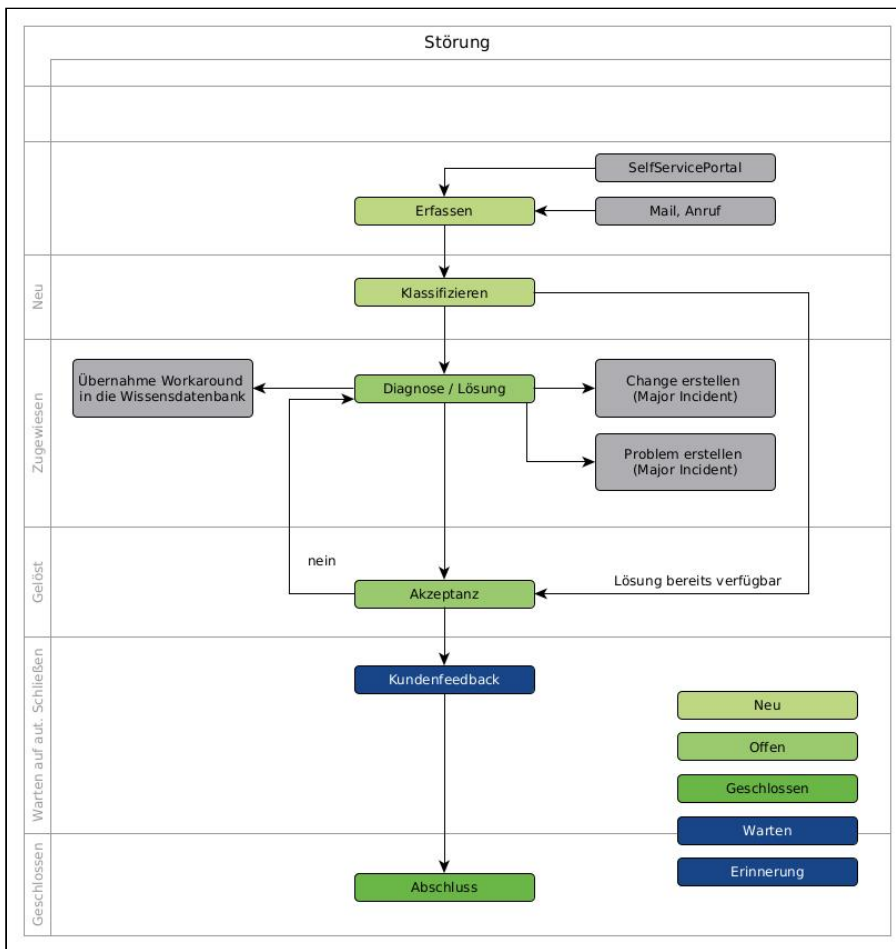 Störung
SelfServicePortal
Erfassen
Mail, Anruf
Neu
Klassifizieren
Zugewiesen
Übernahme Workaround
in die Wissensdatenbank
Diagnose / Lösung
Change erstellen
(Major Incident)
Problem erstellen
(Major Incident)
Gelöst
nein
Lösung bereits verfügbar
Akzeptanz
Warten auf aut. Schließen
Kundenfeedback
Neu
Offen
Geschlossen
Warten
Erinnerung
Geschlossen
Abschluss